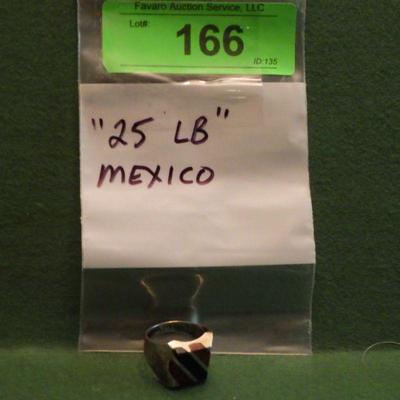 Favaro Auction Service, LLC
Lot#:
166
ID:135
"25 LB"
MEXICO